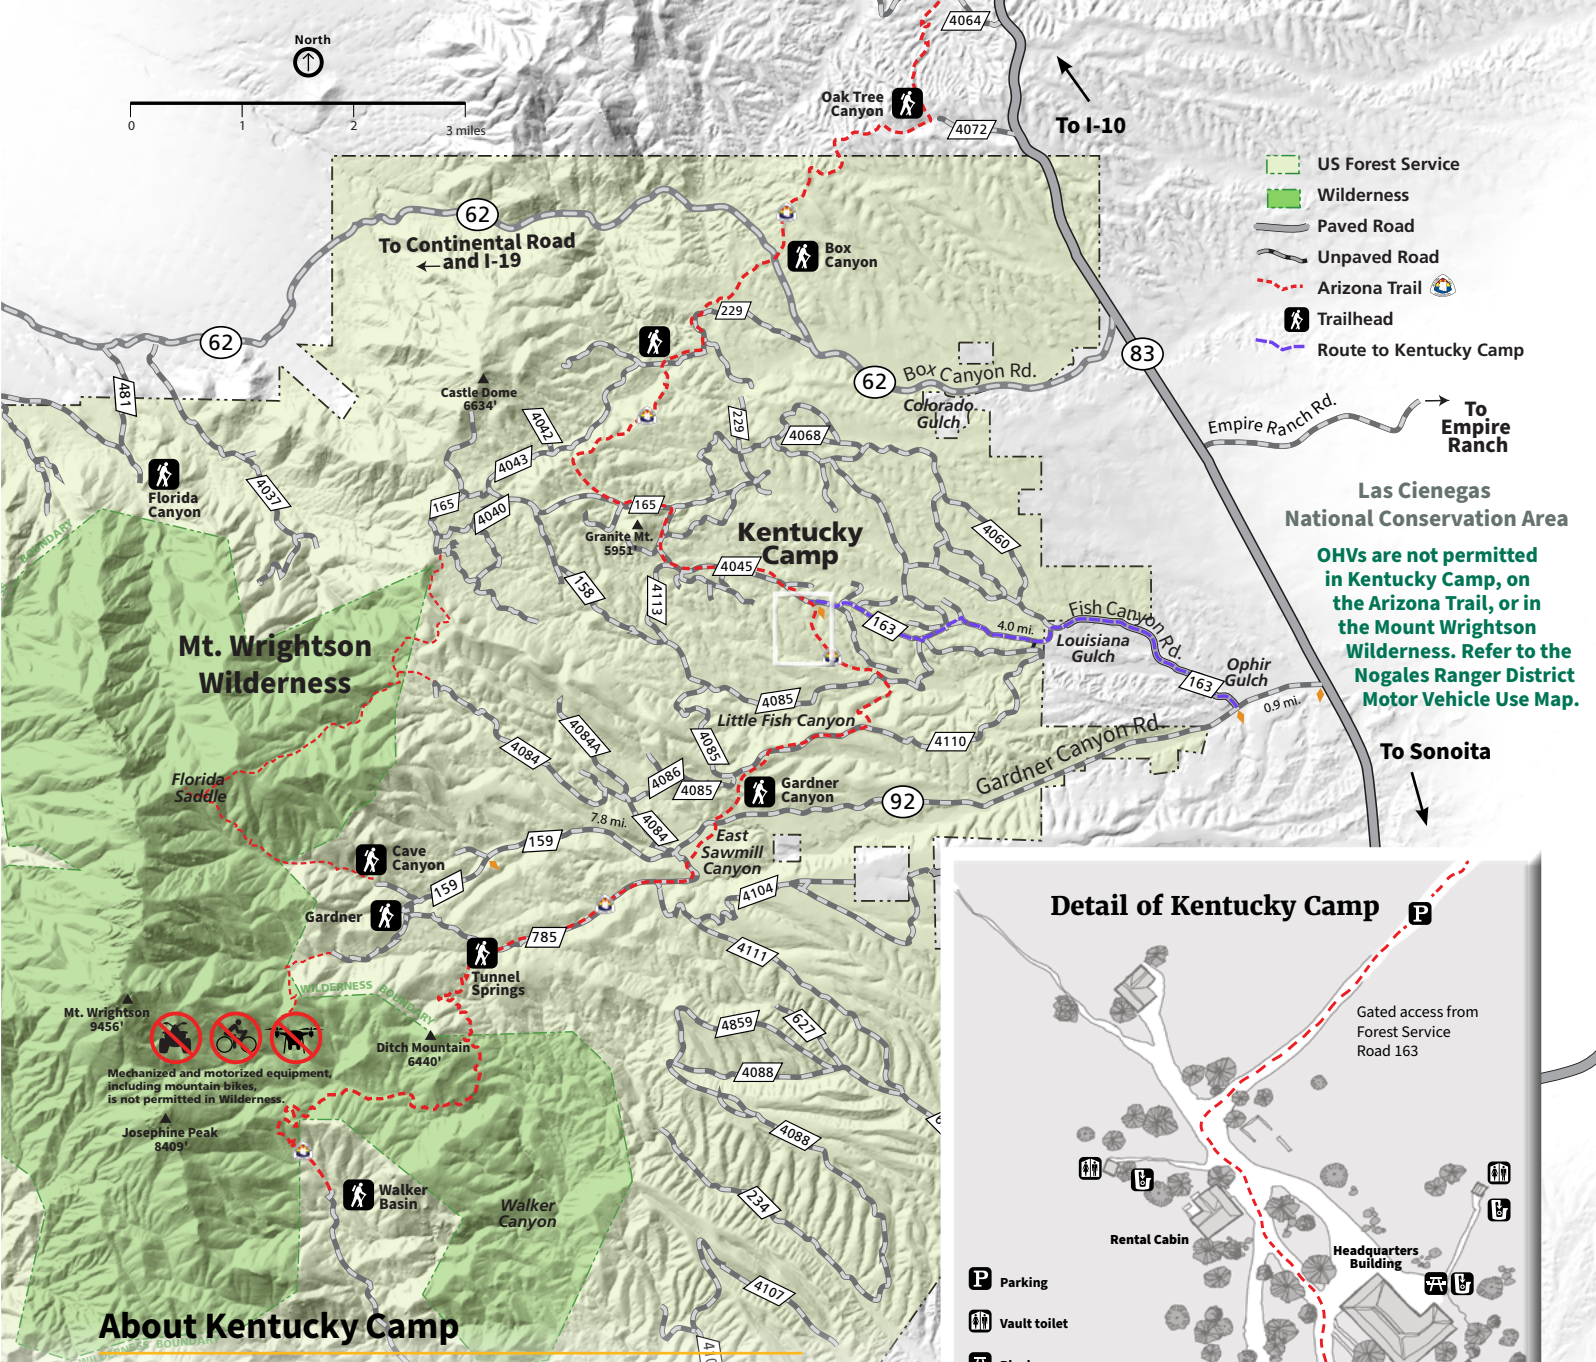 North
0 1 2 3 miles
4064
Oak Tree
Canyon
4072
To I-10
62
To Continental Road
and I-19
Box
Canyon
US Forest Service
Wilderness
Paved Road
Unpaved Road
Arizona Trail
Trailhead
Route to Kentucky Camp
229
62
83
62
Box Canyon Rd.
Castle Dome
6634'
481
4042
229
Colorado
Gulch
Empire Ranch Rd.
To
Empire
Ranch
4068
4043
Florida
Canyon
4037
165
4040
165
Granite Mt.
5951'
Kentucky
Camp
4060
Las Cienegas
National Conservation Area
BOUNDARY
4045
158
4113
OHVs are not permitted
in Kentucky Camp, on
the Arizona Trail, or in
the Mount Wrightson
Wilderness. Refer to the
Nogales Ranger District
Motor Vehicle Use Map.
163
4.0 mi.
Fish Canyon Rd.
Louisiana
Gulch
Ophir
Gulch
163
0.9 mi.
Mt. Wrightson
Wilderness
4085
Little Fish Canyon
4084
4084A
4085
4110
Gardner Canyon Rd.
To Sonoita
Florida
Saddle
4086
4085
Gardner
Canyon
92
7.8 mi.
4084
159
East
Sawmill
Canyon
Cave
Canyon
159
4104
Gardner
785
4111
Tunnel
Springs
WILDERNESS BOUNDARY
Mt. Wrightson
9456'
Ditch Mountain
6440'
4859
627
4088
Mechanized and motorized equipment,
including mountain bikes,
is not permitted in Wilderness.
Josephine Peak
8409'
4088
Walker
Basin
Walker
Canyon
234
4107
About Kentucky Camp
WILDERNESS BOUNDARY
Detail of Kentucky Camp
P
Gated access from
Forest Service
Road 163
Rental Cabin
Headquarters
Building
P Parking
Vault toilet